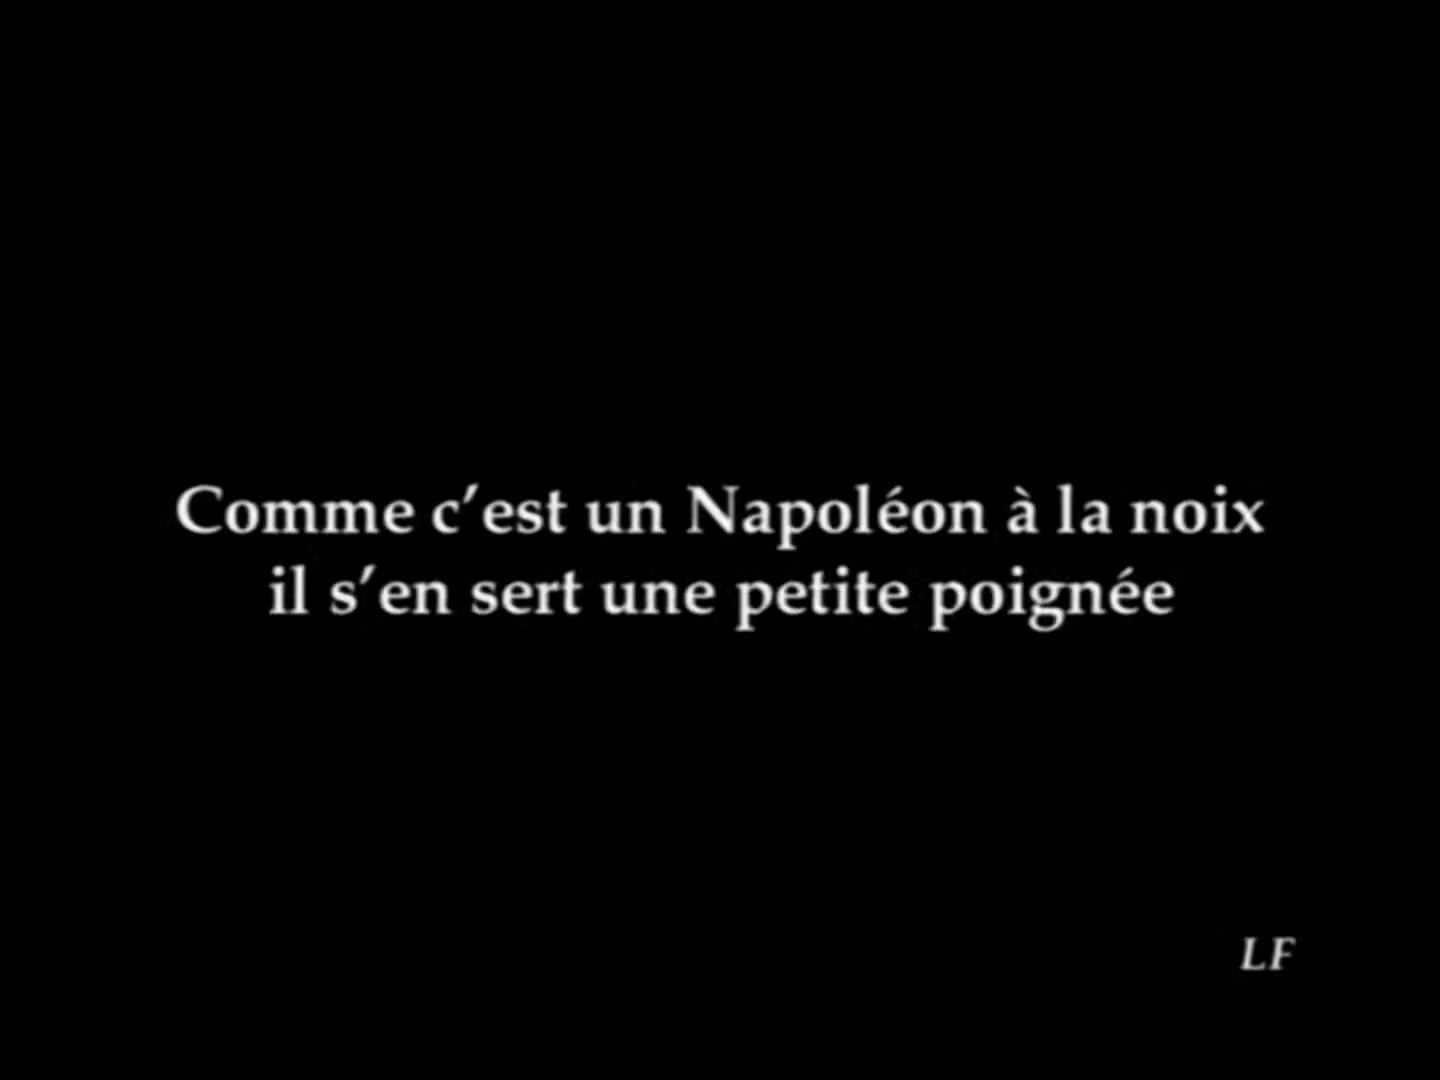 Comme c’est un Napoléon à la noix
il s’en sert une petite poignée
LF